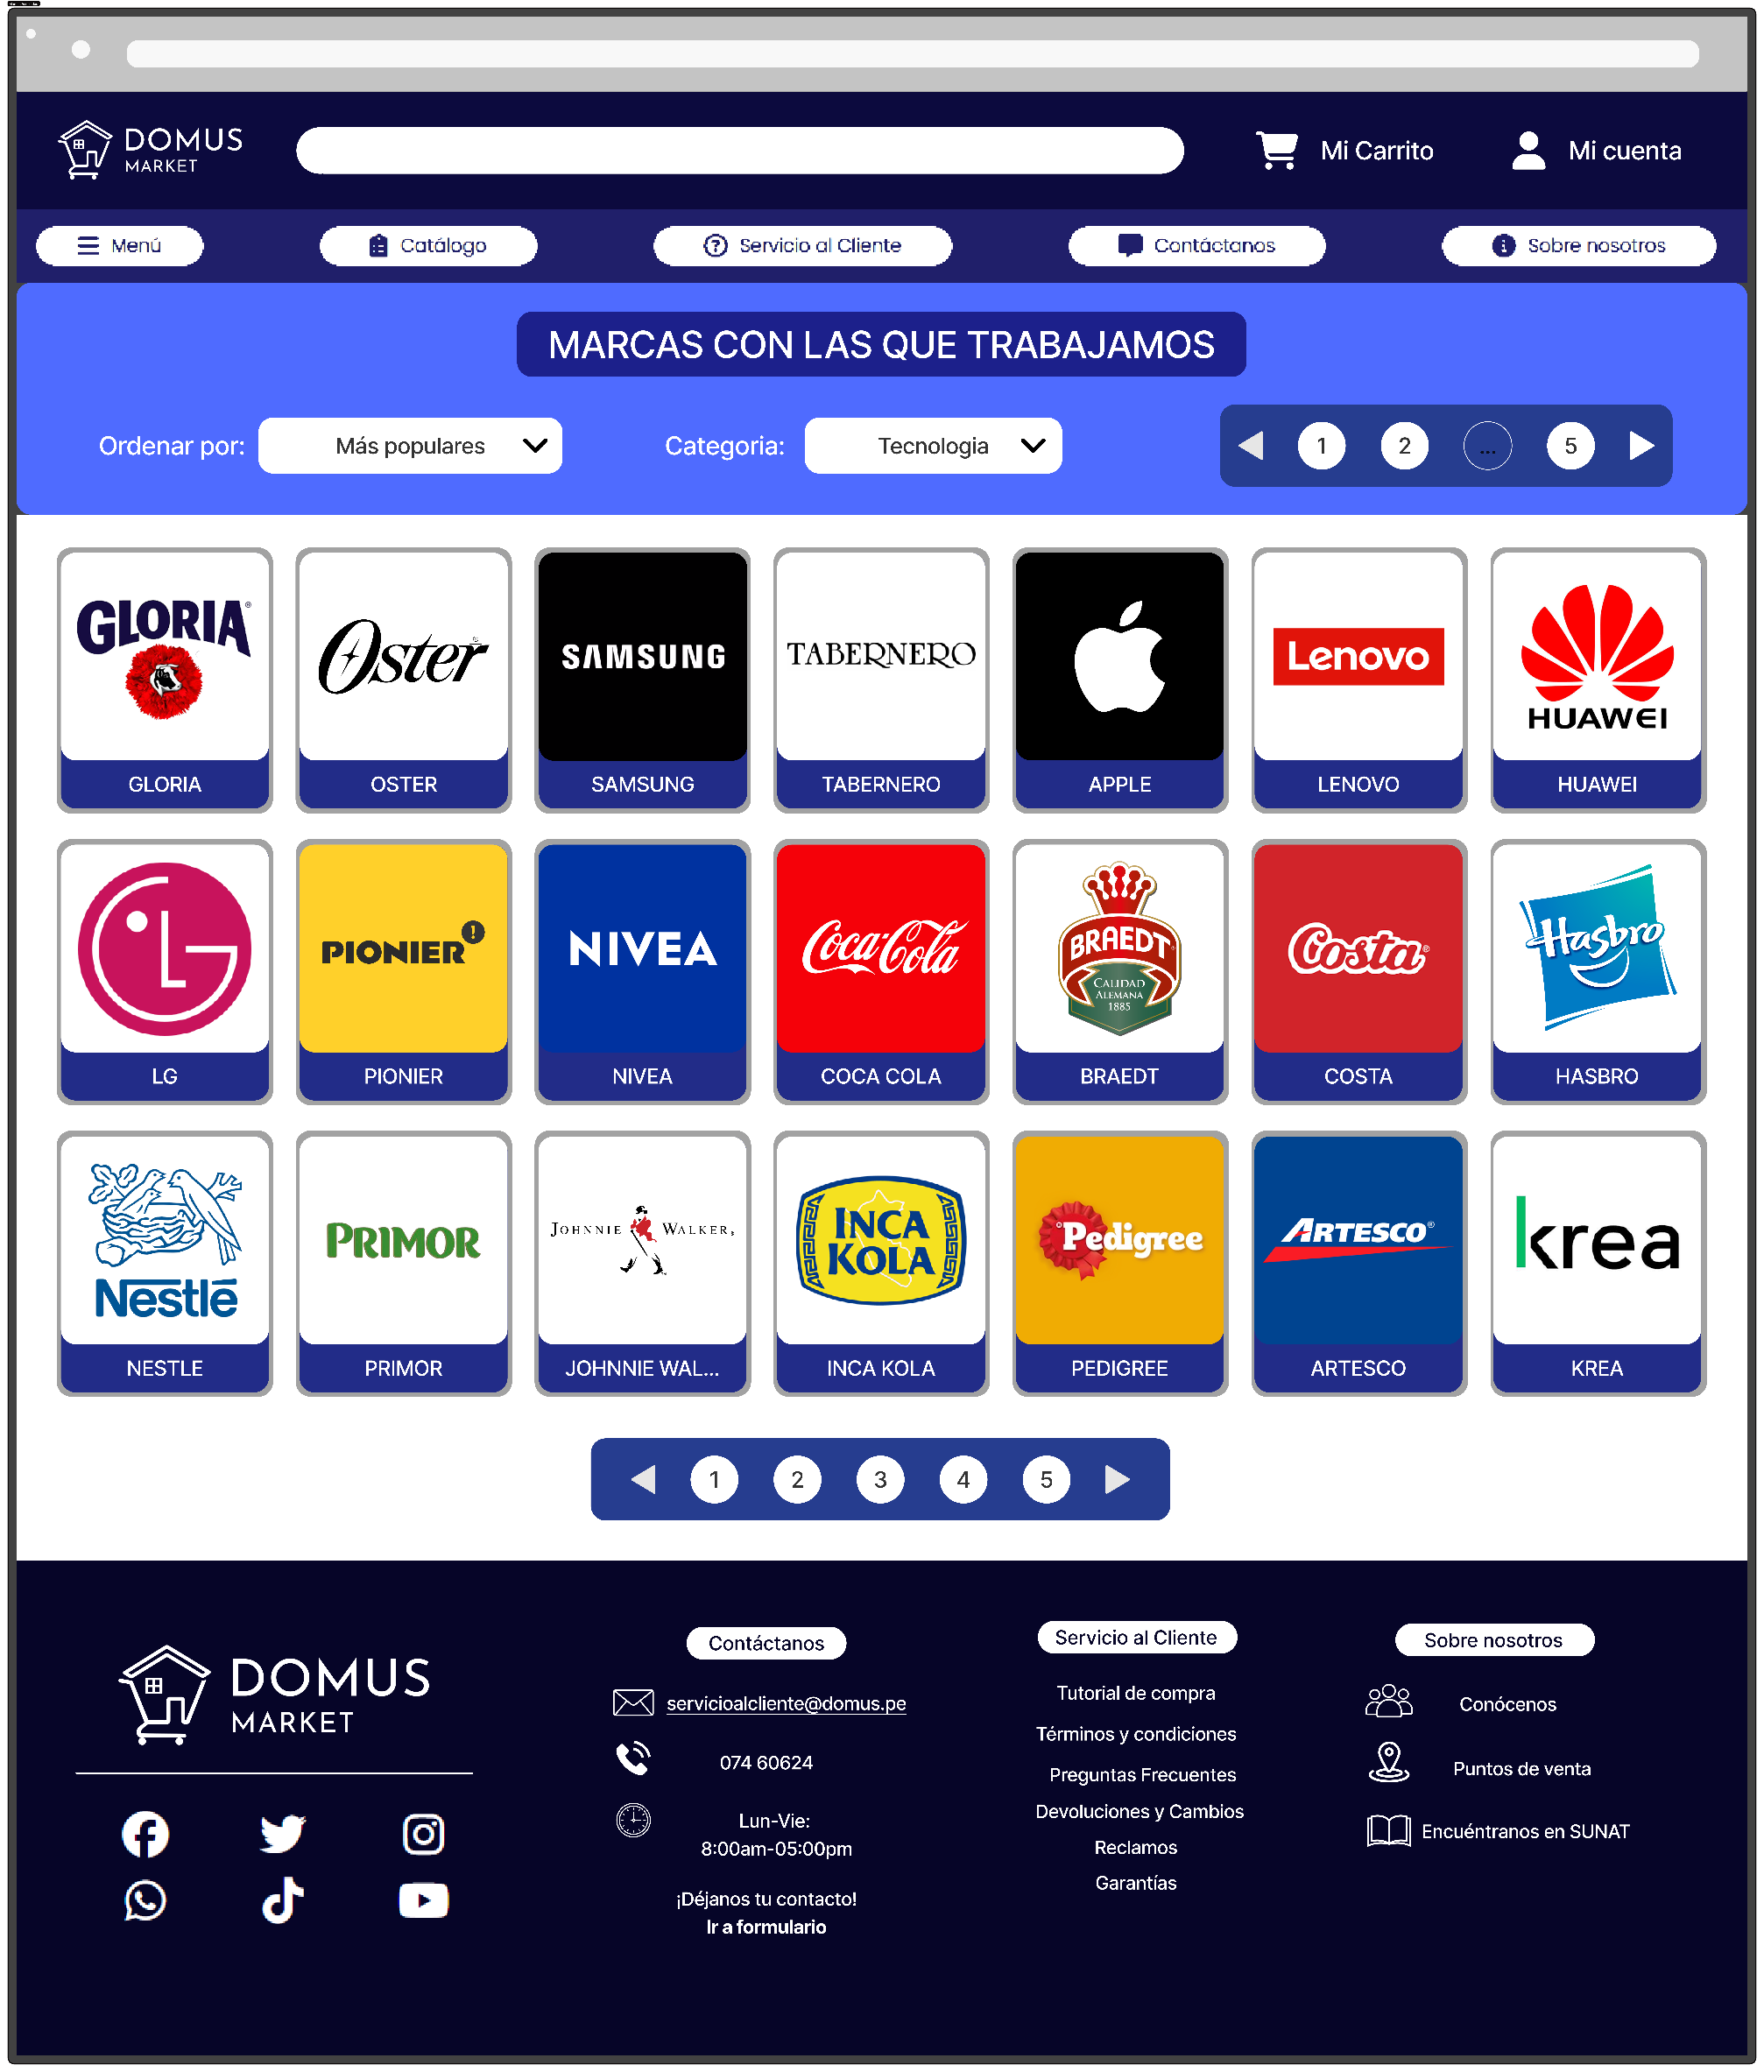 DOMUS
MARKET
Mi Carrito
Mi cuenta
Menú
Catálogo
Servicio al Cliente
Contáctanos
Sobre nosotros
MARCAS CON LAS QUE TRABAJAMOS
Ordenar por:
Más populares
Categoria:
Tecnologia
1
2
...
5
GLORIA®
Oster
SAMSUNG
TABERNERO
Lenovo
HUAWEI
GLORIA
OSTER
SAMSUNG
TABERNERO
APPLE
LENOVO
HUAWEI
LG
PIONIER!
NIVEA
Coca-Cola
BRAEDT
CALIDAD
ALEMANA
1885
Costa®
Hasbro
LG
PIONIER
NIVEA
COCA COLA
BRAEDT
COSTA
HASBRO
Nestlé
PRIMOR
JOHNNIE WALKER
INCA
KOLA
Pedigree
ARTESCO®
krea
NESTLE
PRIMOR
JOHNNIE WAL...
INCA KOLA
PEDIGREE
ARTESCO
KREA
1
2
3
4
5
DOMUS
MARKET
Contáctanos
servicioalcliente@domus.pe
074 60624
Lun-Vie:
8:00am-05:00pm
¡Déjanos tu contacto!
Ir a formulario
Servicio al Cliente
Tutorial de compra
Términos y condiciones
Preguntas Frecuentes
Devoluciones y Cambios
Reclamos
Garantías
Sobre nosotros
Conócenos
Puntos de venta
Encuéntranos en SUNAT